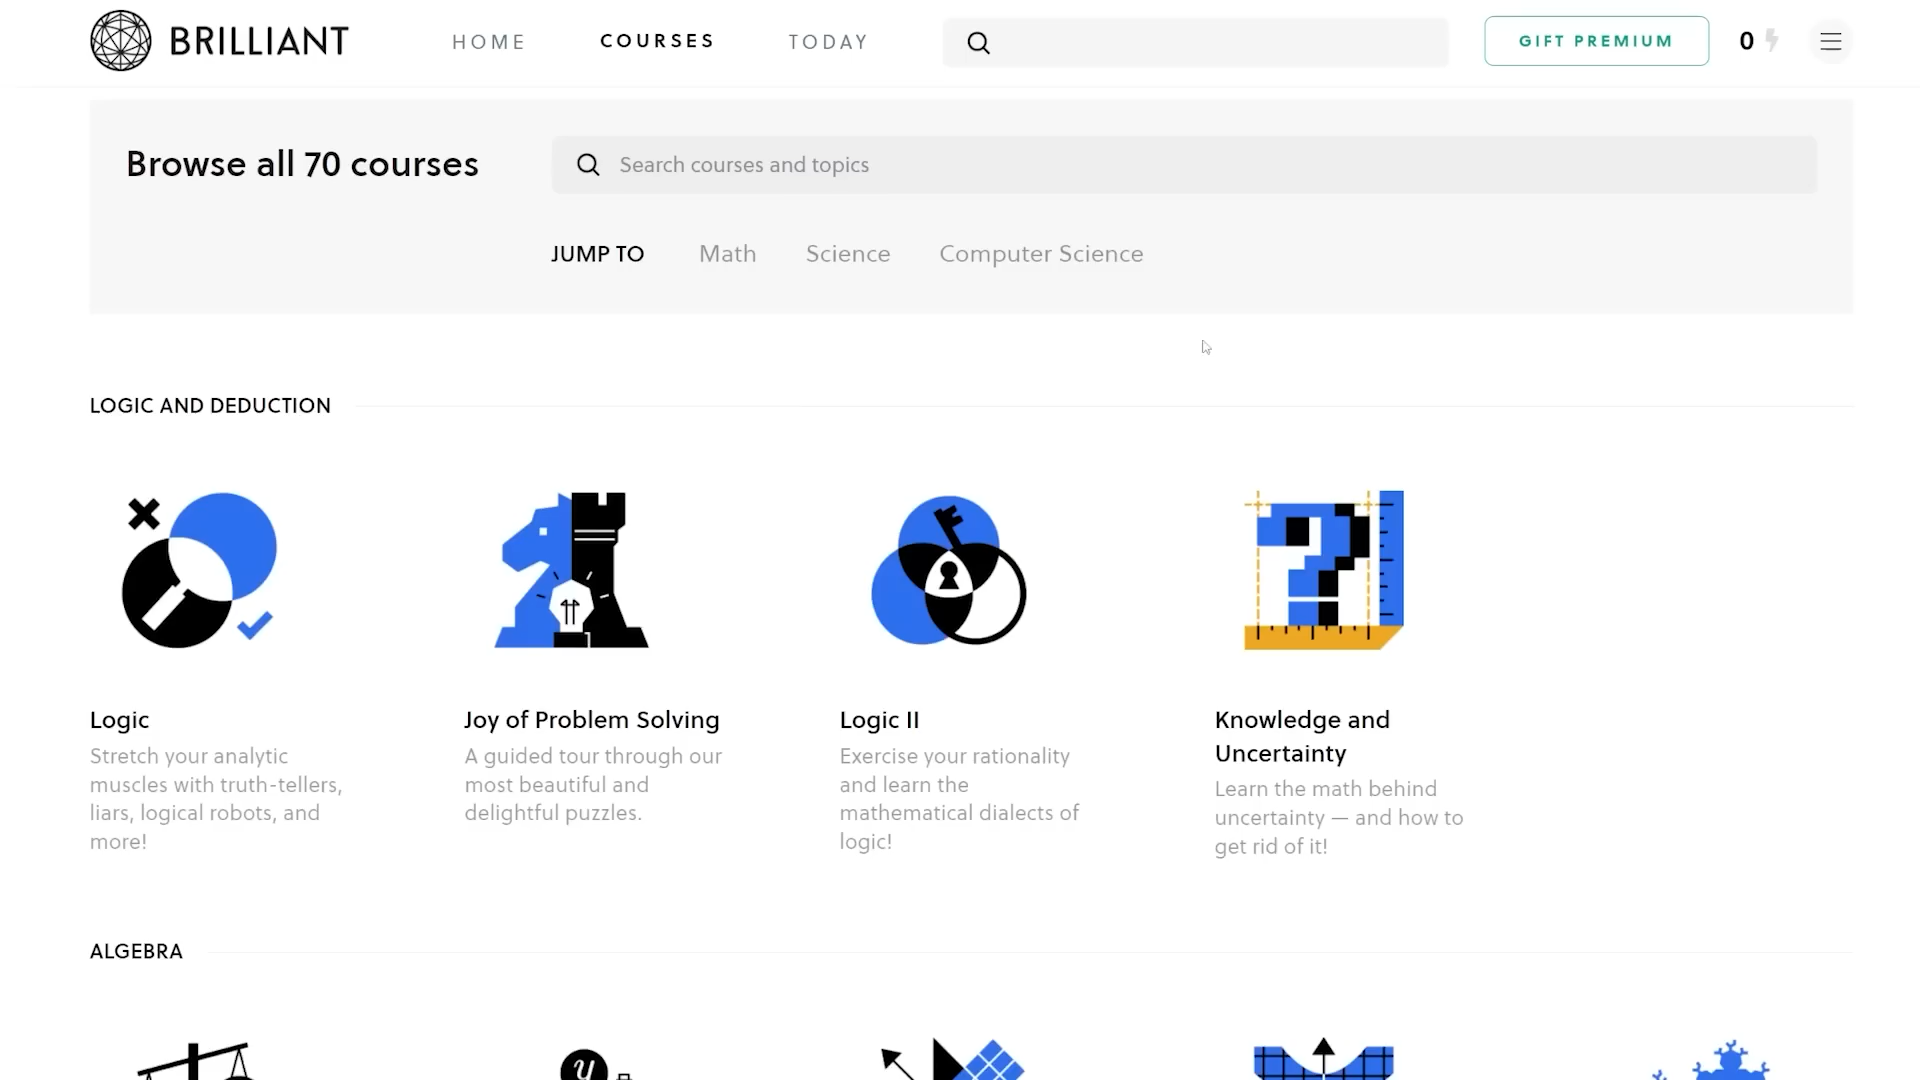 BRILLIANT
HOME
COURSES
TODAY
GIFT PREMIUM
0
Browse all 70 courses
Search courses and topics
JUMP TO
Math
Science
Computer Science
LOGIC AND DEDUCTION
Logic
Stretch your analytic
muscles with truth-tellers,
liars, logical robots, and
more!
Joy of Problem Solving
A guided tour through our
most beautiful and
delightful puzzles.
Logic II
Exercise your rationality
and learn the
mathematical dialects of
logic!
Knowledge and
Uncertainty
Learn the math behind
uncertainty — and how to
get rid of it!
ALGEBRA
y